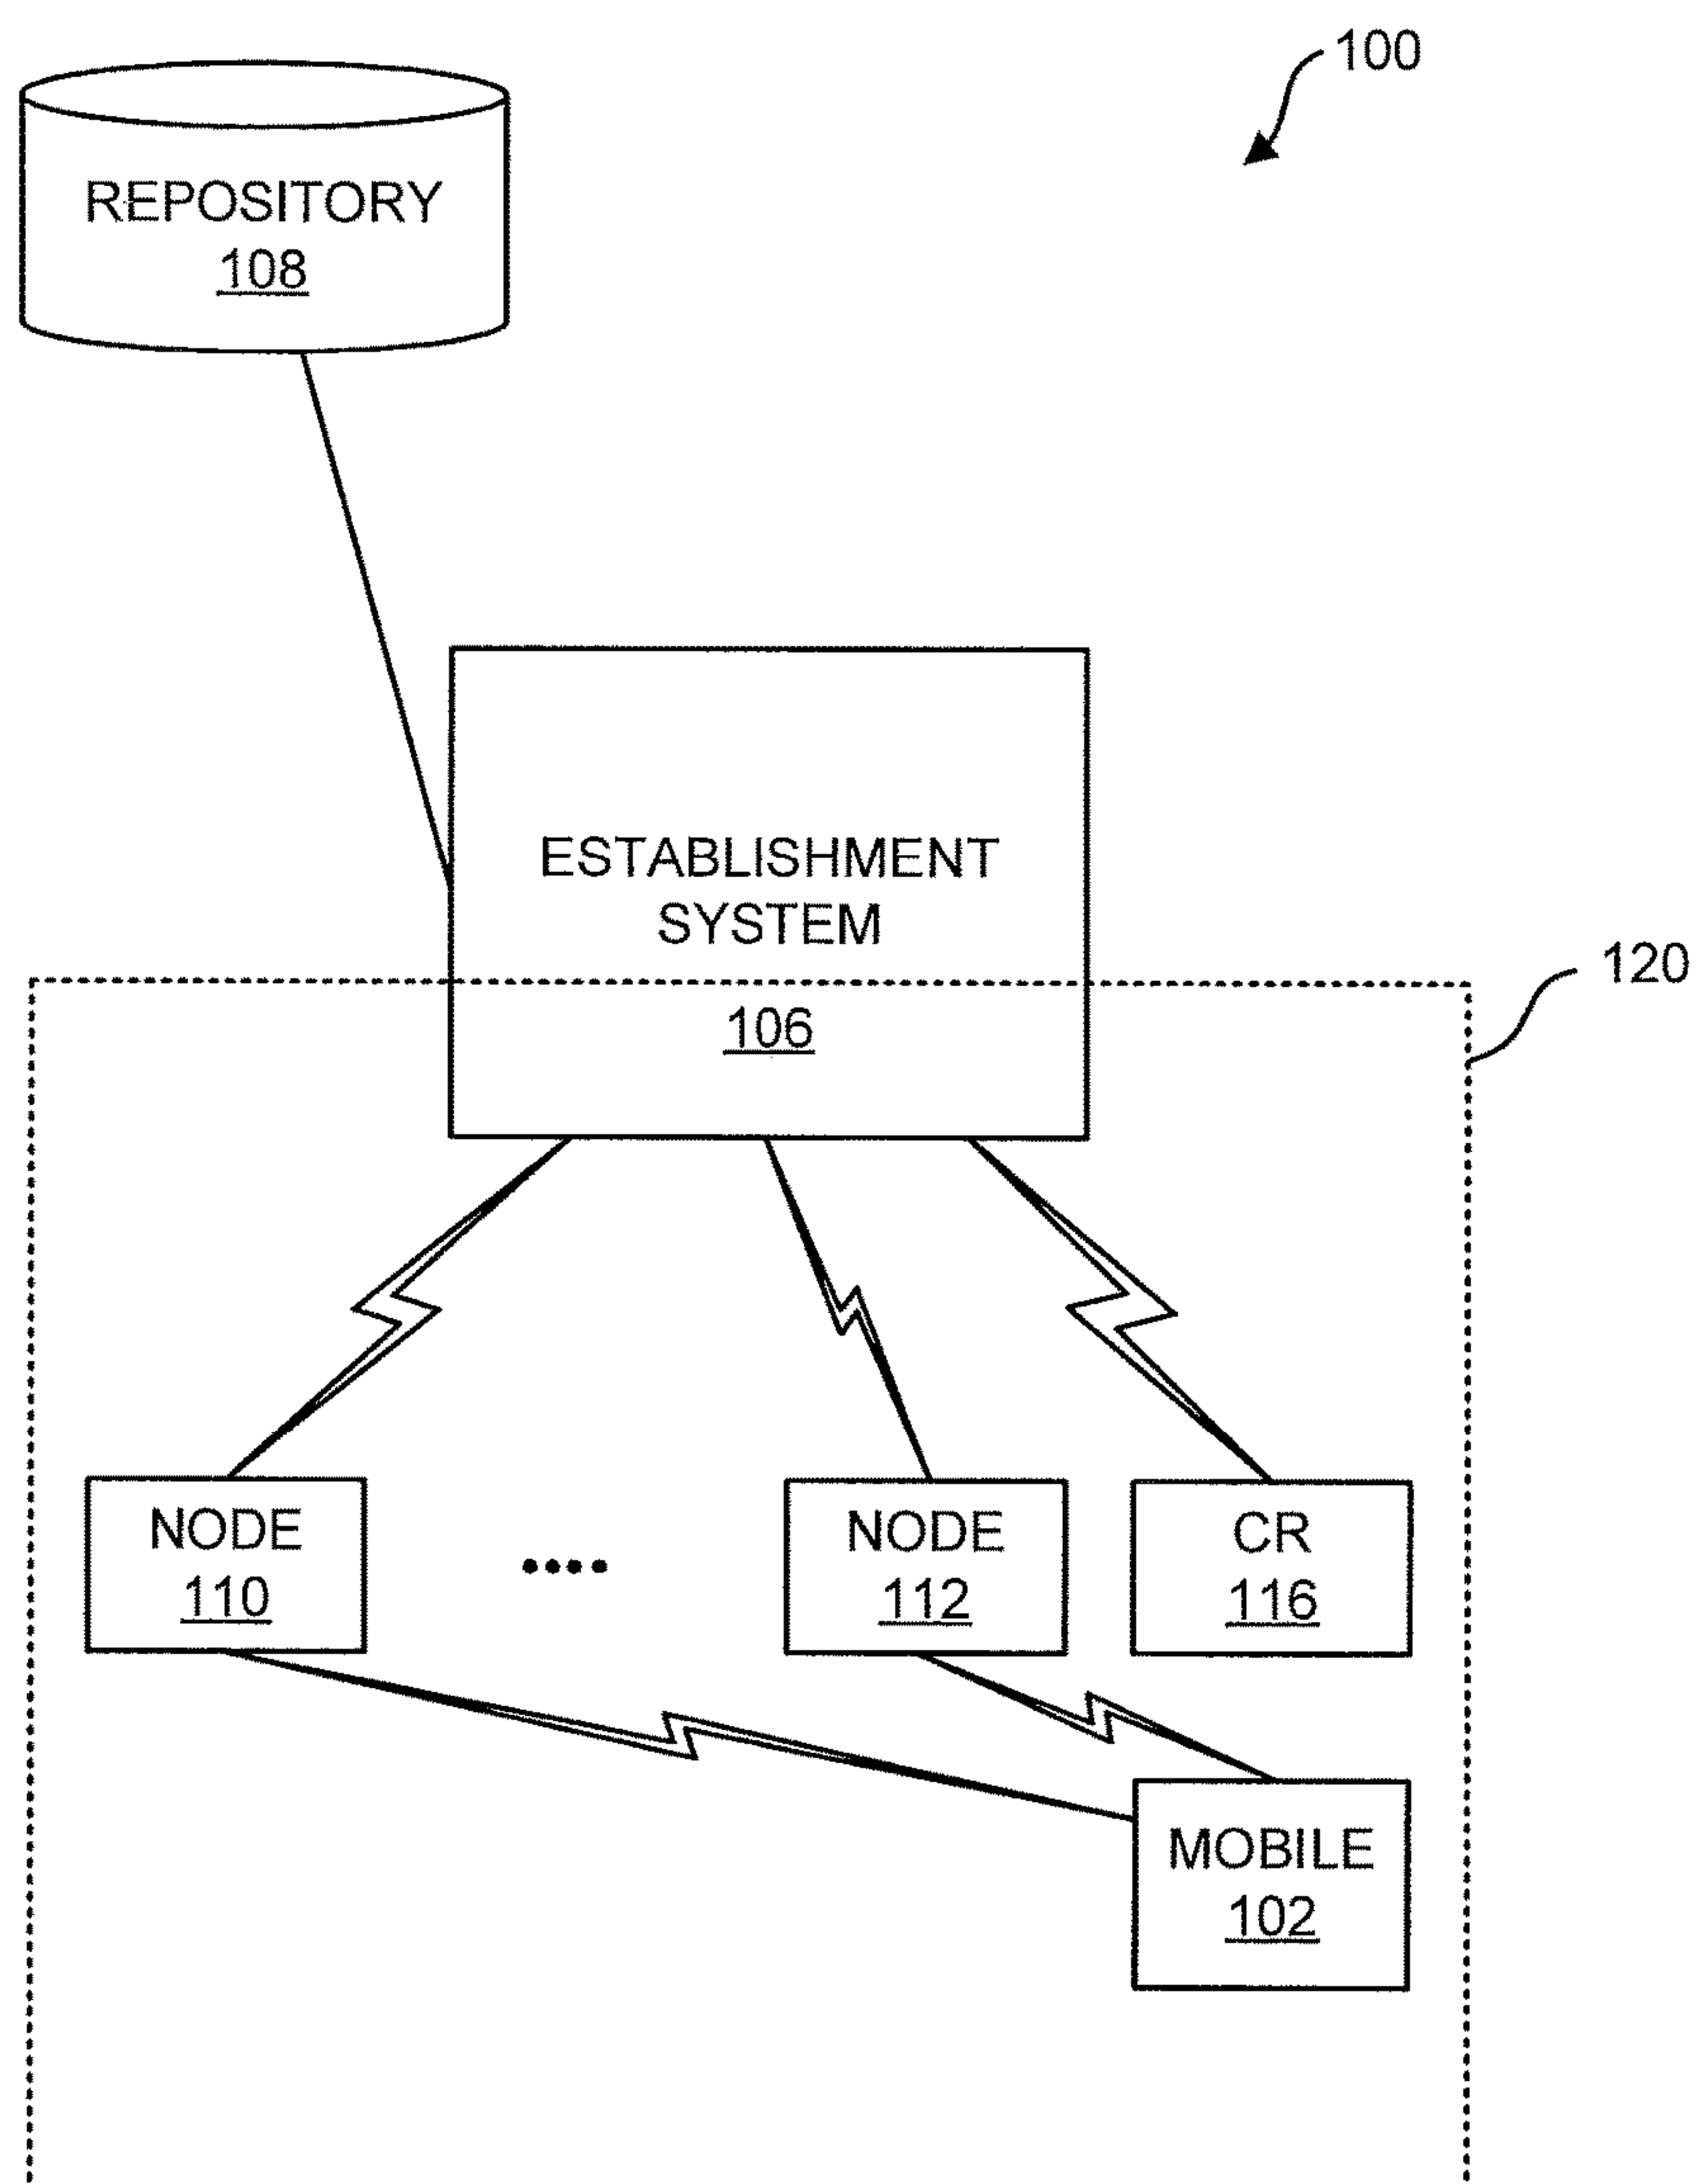 100
REPOSITORY
108
ESTABLISHMENT
SYSTEM
120
106
NODE
110
NODE
112
CR
116
MOBILE
102